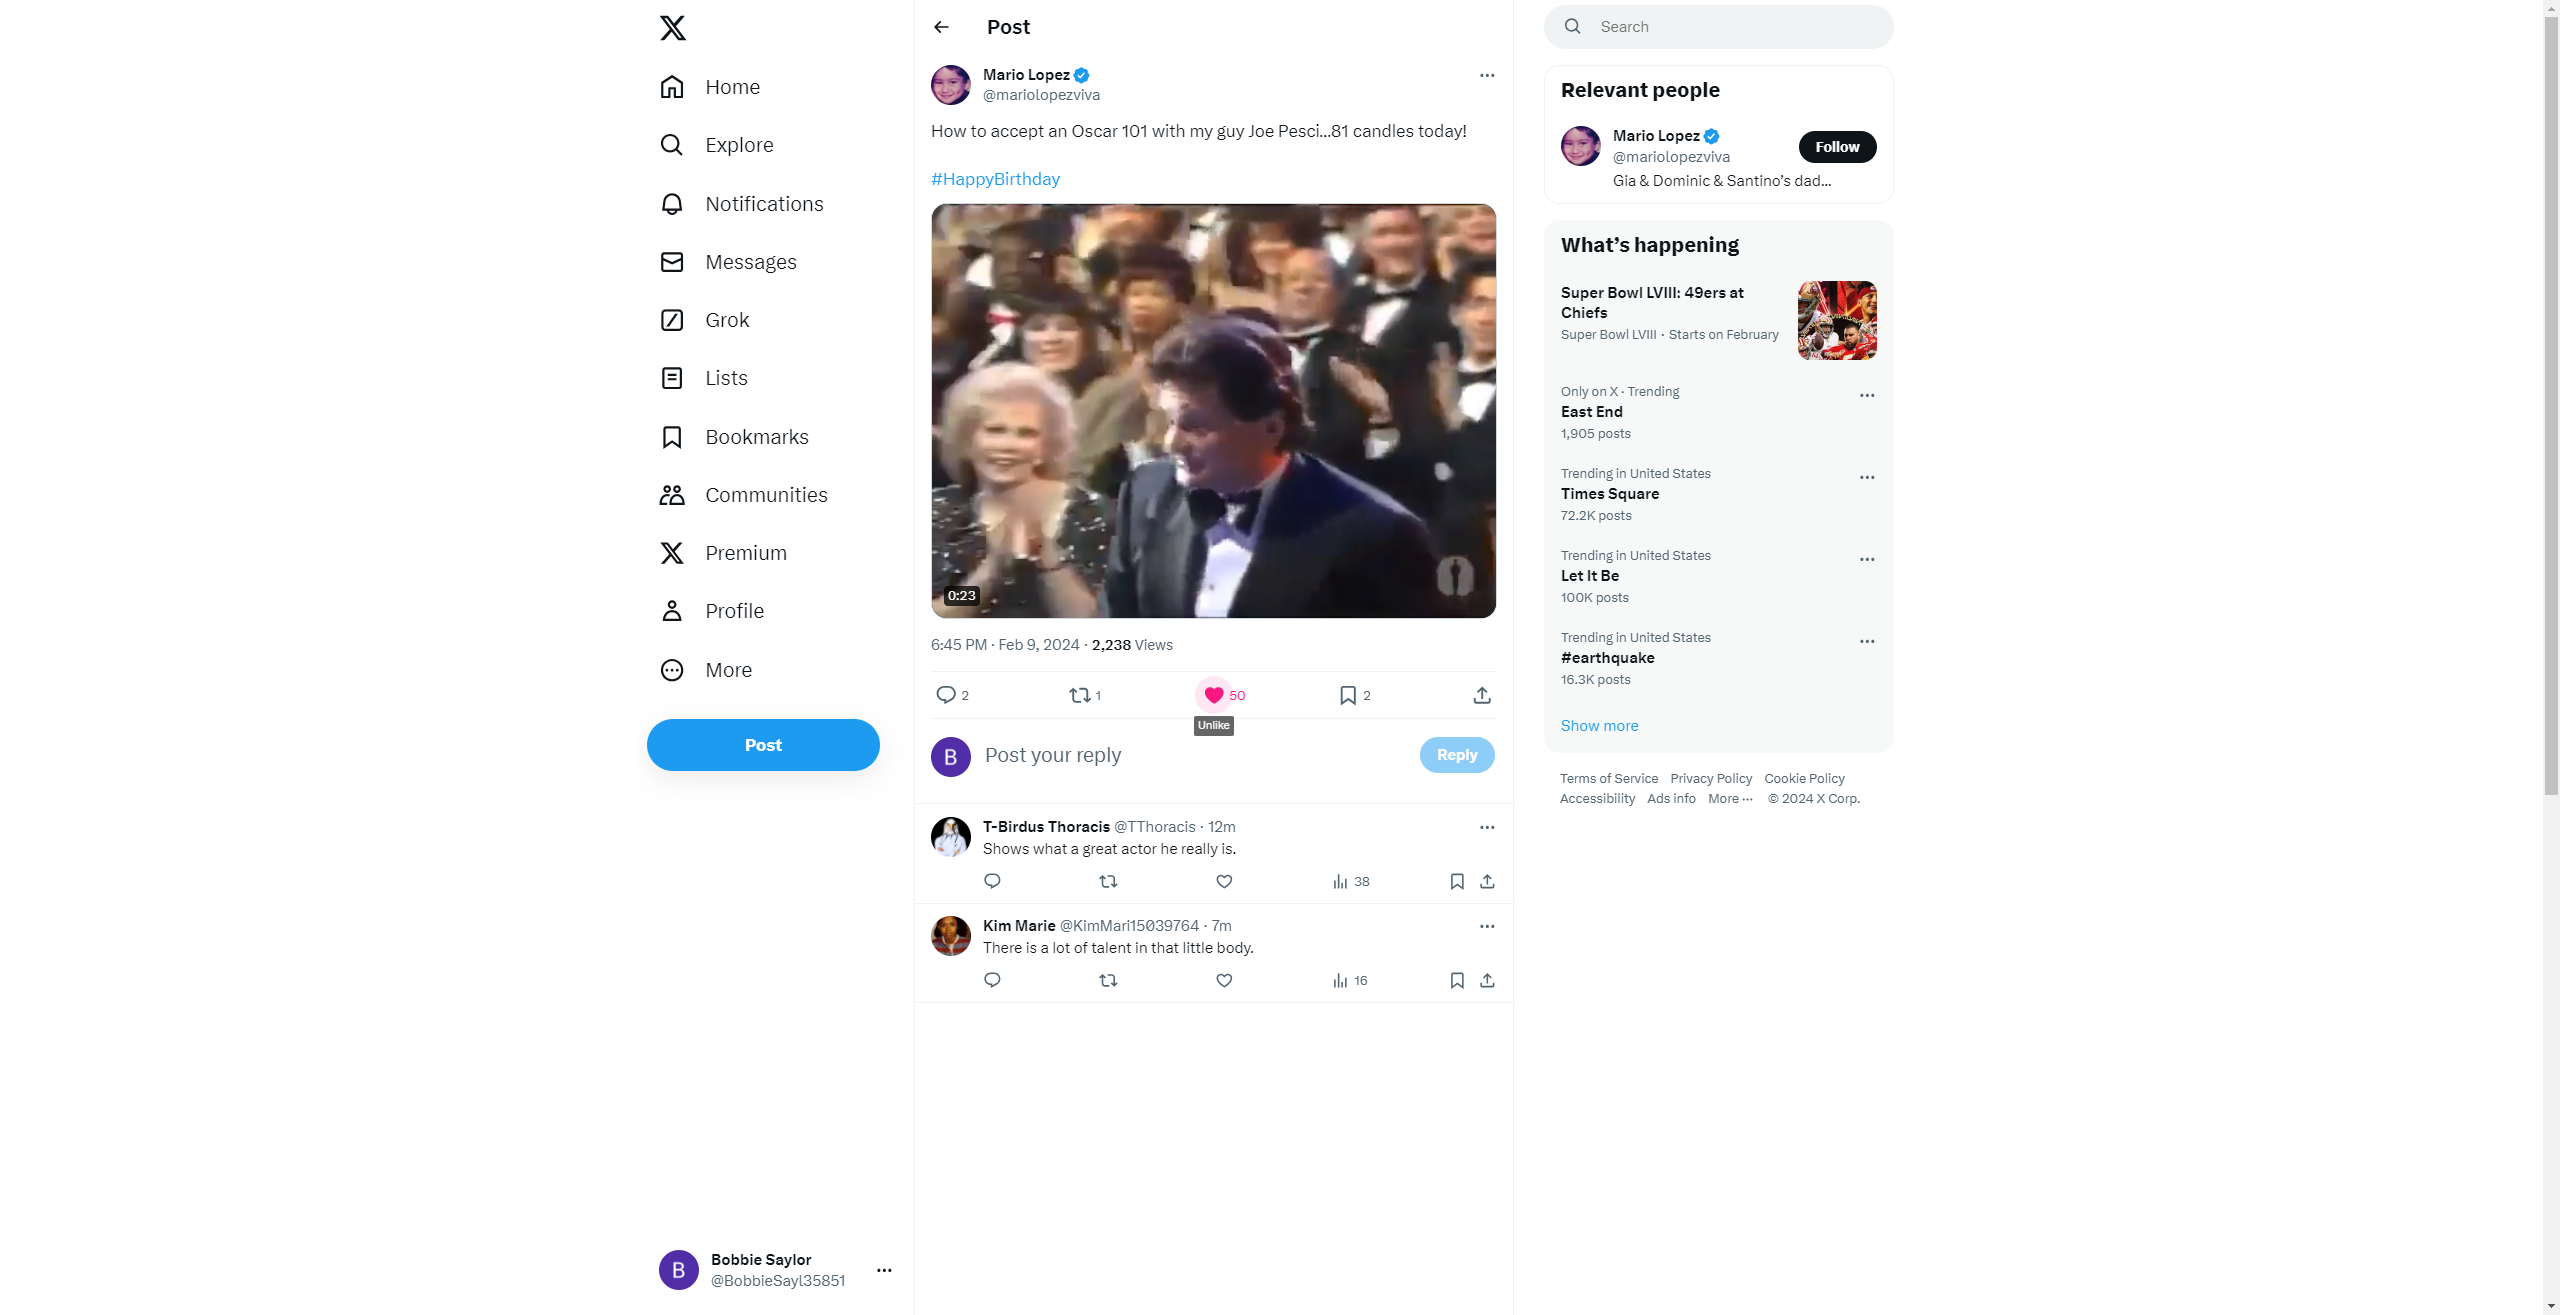 Home
Explore
Notifications
Messages
Grok
Lists
Bookmarks
Communities
Premium
Profile
More
Post
Bobbie Saylor
@BobbieSayl35851
B
Post
Mario Lopez
@mariolopezviva
How to accept an Oscar 101 with my guy Joe Pesci...81 candles today!
#HappyBirthday
0:23
6:45 PM · Feb 9, 2024 · 2,238 Views
2 1 50 2
Unlike
B Post your reply Reply
T-Birdus Thoracis @TThoracis · 12m
Shows what a great actor he really is.
38
Kim Marie @KimMari15039764 · 7m
There is a lot of talent in that little body.
16
Search
Relevant people
Mario Lopez
@mariolopezviva
Follow
Gia & Dominic & Santino’s dad...
What’s happening
Super Bowl LVIII: 49ers at
Chiefs
Super Bowl LVIII · Starts on February
Only on X · Trending
East End
1,905 posts
Trending in United States
Times Square
72.2K posts
Trending in United States
Let It Be
100K posts
Trending in United States
#earthquake
16.3K posts
Show more
Terms of Service Privacy Policy Cookie Policy
Accessibility Ads info More ··· © 2024 X Corp.